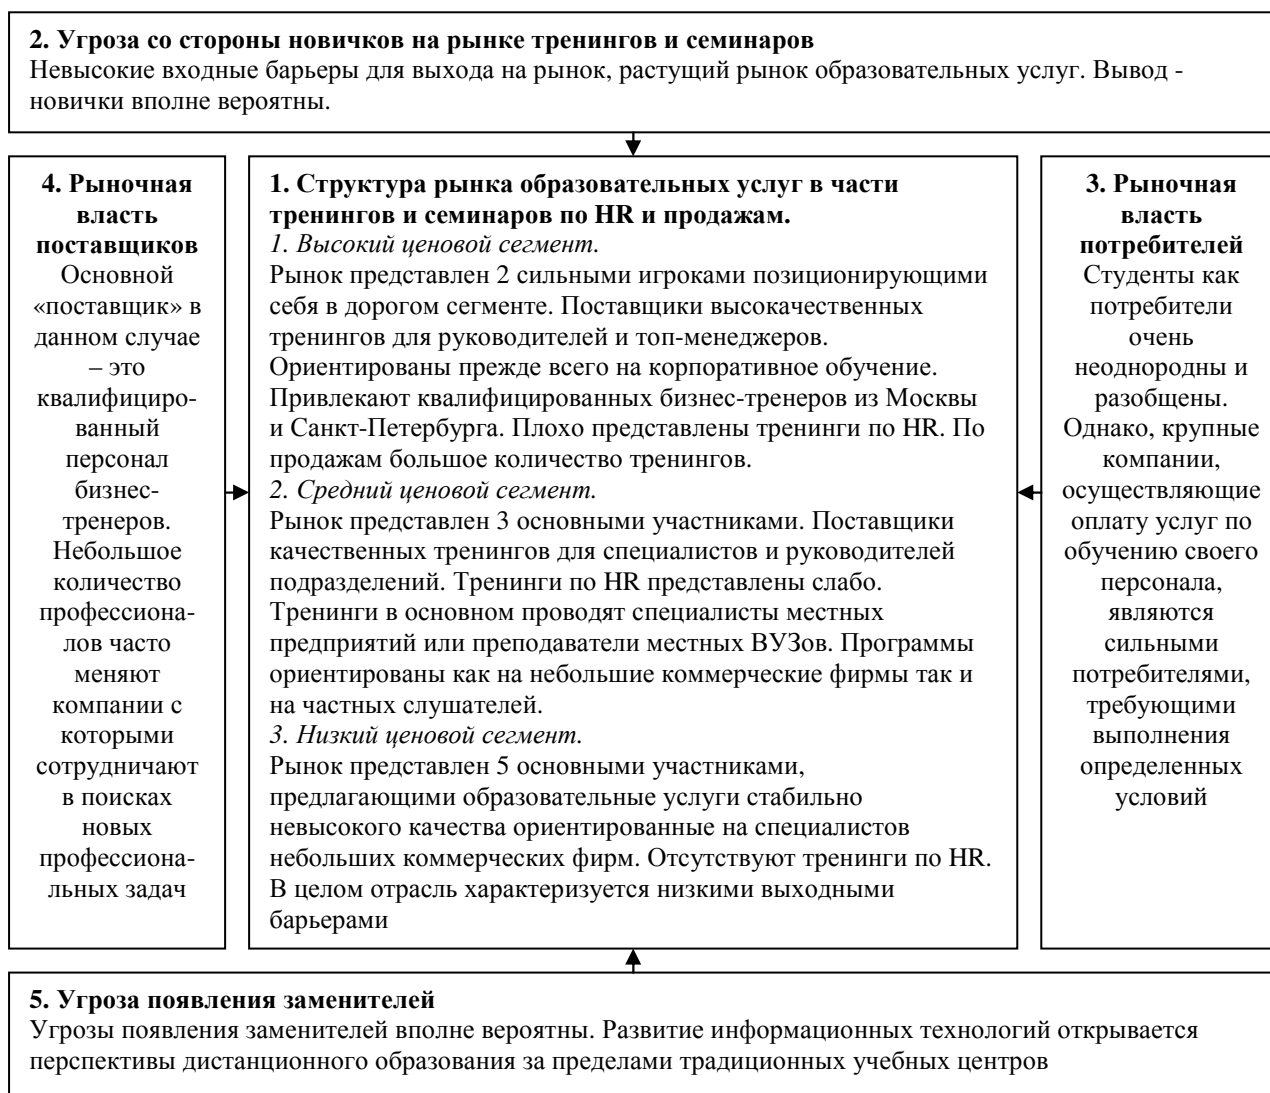 2. Угроза со стороны новичков на рынке тренингов и семинаров
Невысокие входные барьеры для выхода на рынок, растущий рынок образовательных услуг. Вывод -
новички вполне вероятны.
4. Рыночная
власть
поставщиков
Основной
«поставщик» в
данном случае
– это
квалифициро-
ванный
персонал
бизнес-
тренеров.
Небольшое
количество
профессиона-
лов часто
меняют
компании с
которыми
сотрудничают
в поисках
новых
профессиона-
льных задач
1. Структура рынка образовательных услуг в части
тренингов и семинаров по HR и продажам.
1. Высокий ценовой сегмент.
Рынок представлен 2 сильными игроками позиционирующими
себя в дорогом сегменте. Поставщики высокачественных
тренингов для руководителей и топ-менеджеров.
Ориентированы прежде всего на корпоративное обучение.
Привлекают квалифицированных бизнес-тренеров из Москвы
и Санкт-Петербурга. Плохо представлены тренинги по HR. По
продажам большое количество тренингов.
2. Средний ценовой сегмент.
Рынок представлен 3 основными участниками. Поставщики
качественных тренингов для специалистов и руководителей
подразделений. Тренинги по HR представлены слабо.
Тренинги в основном проводят специалисты местных
предприятий или преподаватели местных ВУЗов. Программы
ориентированы как на небольшие коммерческие фирмы так и
на частных слушателей.
3. Низкий ценовой сегмент.
Рынок представлен 5 основными участниками,
предлагающими образовательные услуги стабильно
невысокого качества ориентированные на специалистов
небольших коммерческих фирм. Отсутствуют тренинги по HR.
В целом отрасль характеризуется низкими выходными
барьерами
3. Рыночная
власть
потребителей
Студенты как
потребители
очень
неоднородны и
разобщены.
Однако, крупные
компании,
осуществляющие
оплату услуг по
обучению своего
персонала,
являются
сильными
потребителями,
требующими
выполнения
определенных
условий
5. Угроза появления заменителей
Угрозы появления заменителей вполне вероятны. Развитие информационных технологий открывается
перспективы дистанционного образования за пределами традиционных учебных центров